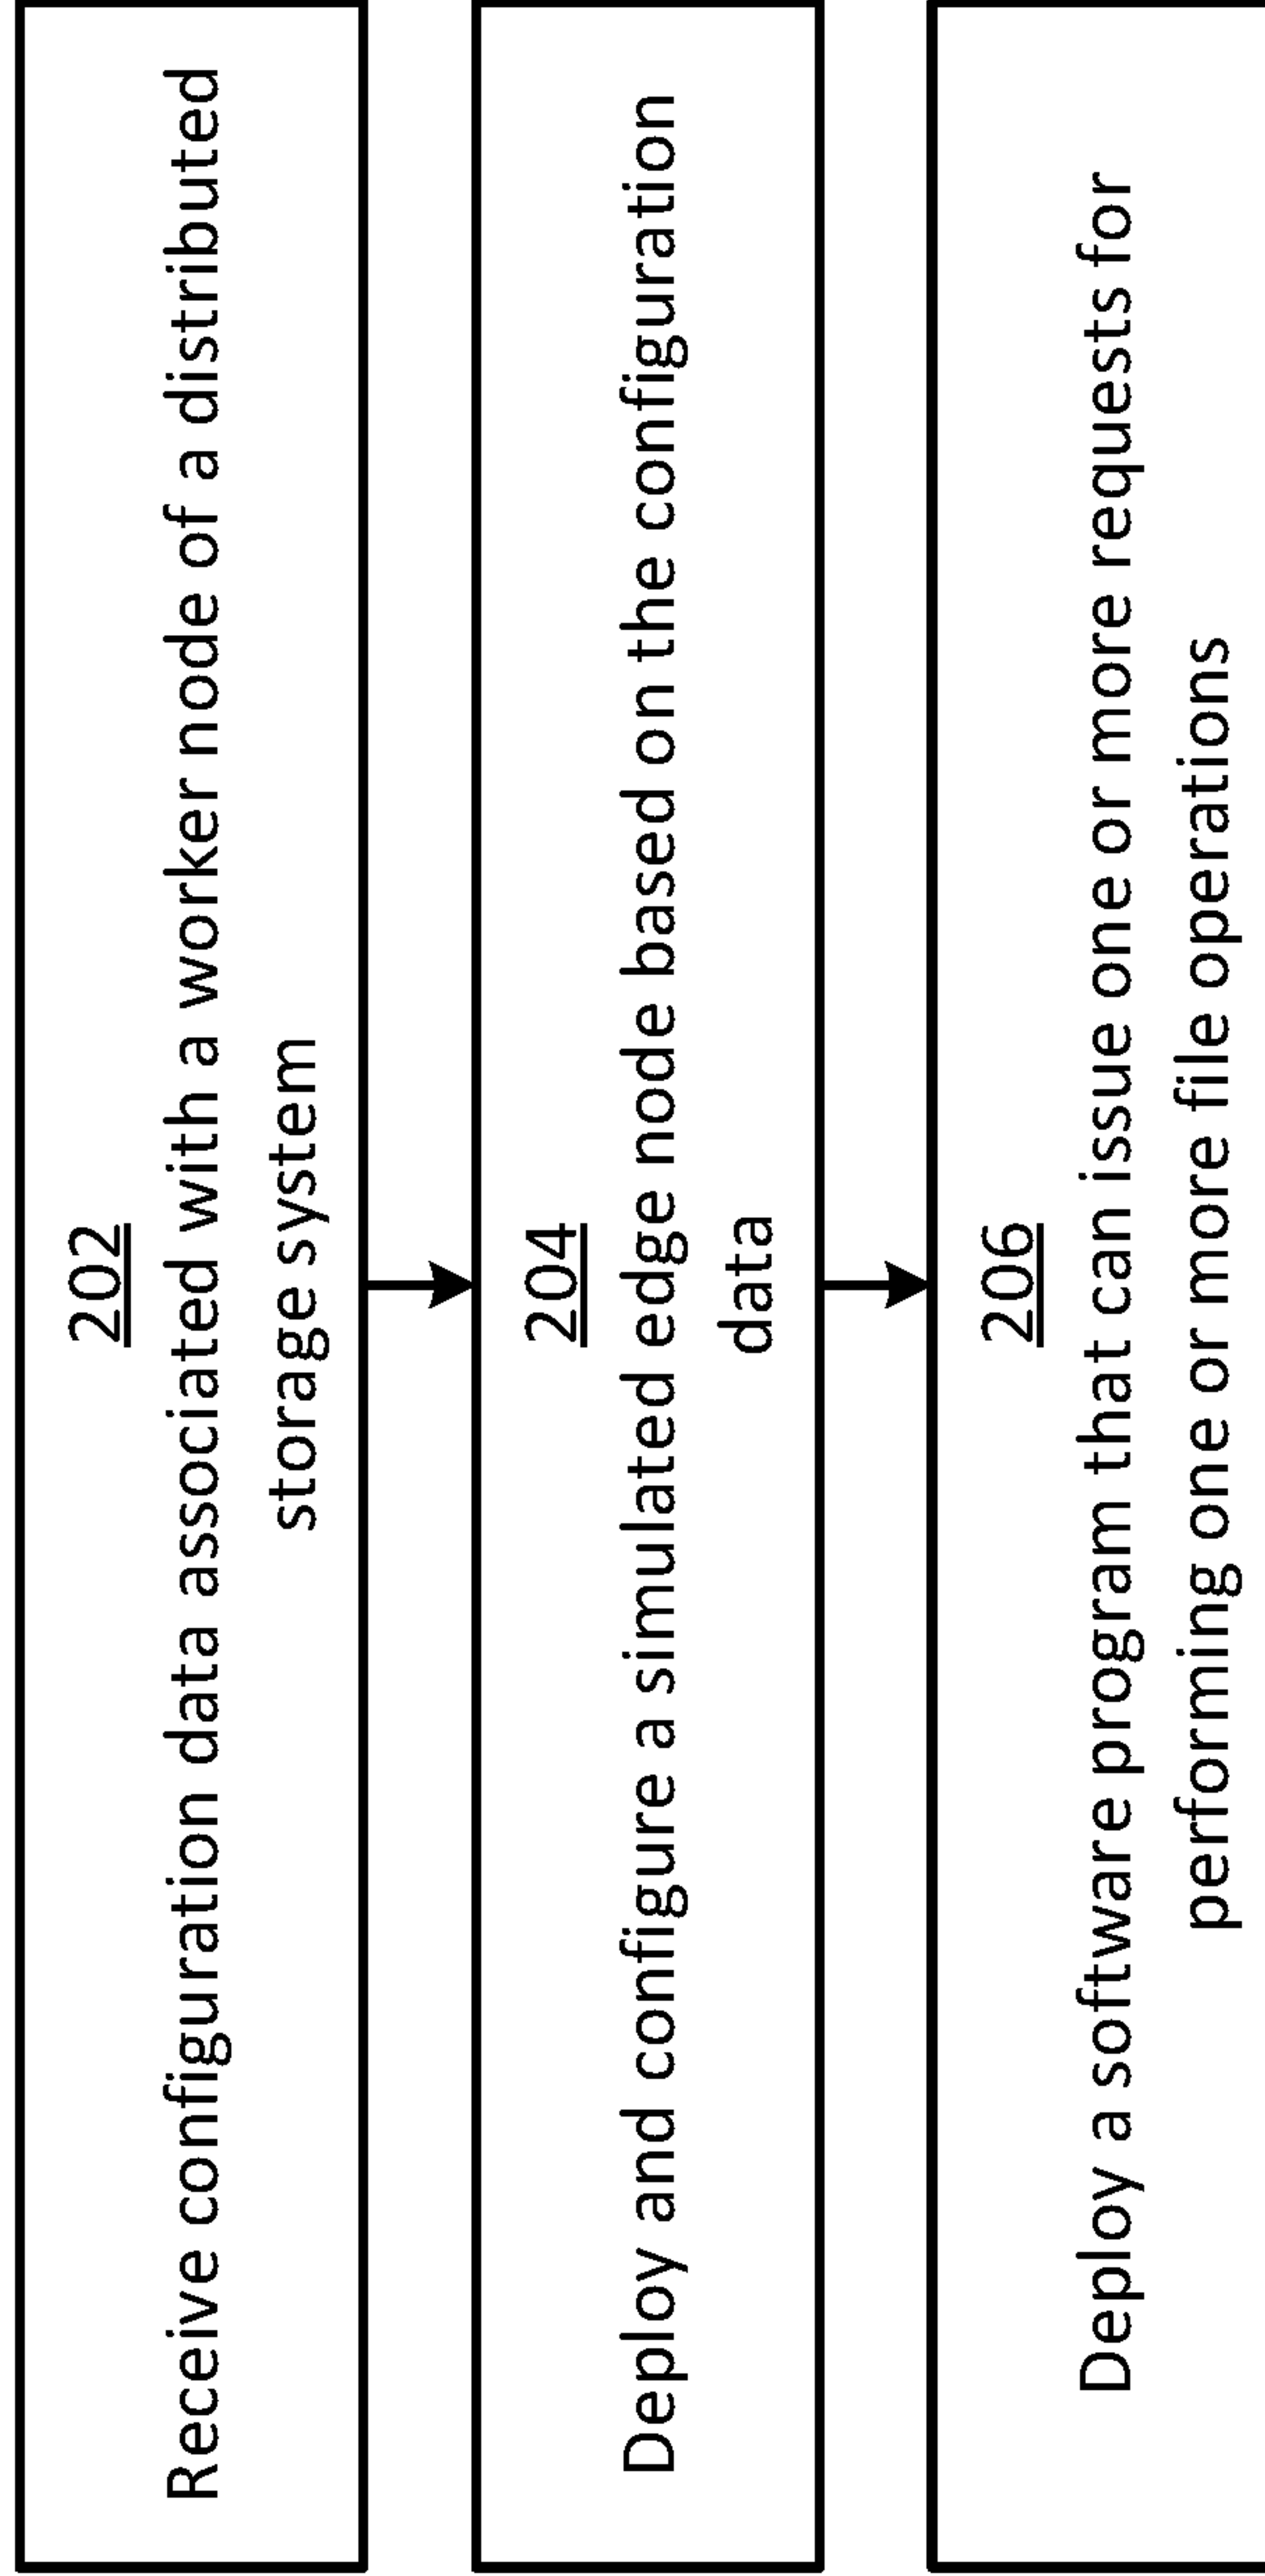 202
Receive configuration data associated with a worker node of a distributed
storage system
204
Deploy and configure a simulated edge node based on the configuration
data
206
Deploy a software program that can issue one or more requests for
performing one or more file operations